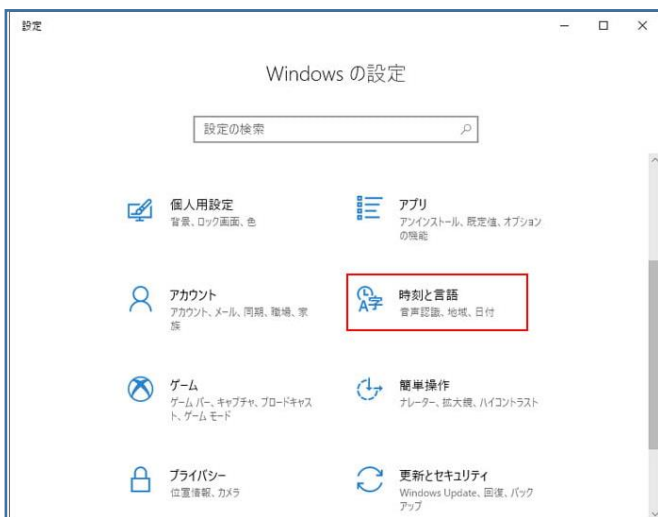 設定
Windows の設定
設定の検索
個人用設定
背景、ロック画面、色
アプリ
アンインストール、既定値、オプション
の機能
アカウント
アカウント、メール、同期、職場、家
族
時刻と言語
音声認識、地域、日付
ゲーム
ゲーム バー、キャプチャ、ブロードキャス
ト、ゲーム モード
簡単操作
ナレーター、拡大鏡、ハイコントラスト
プライバシー
位置情報、カメラ
更新とセキュリティ
Windows Update、回復、バック
アップ